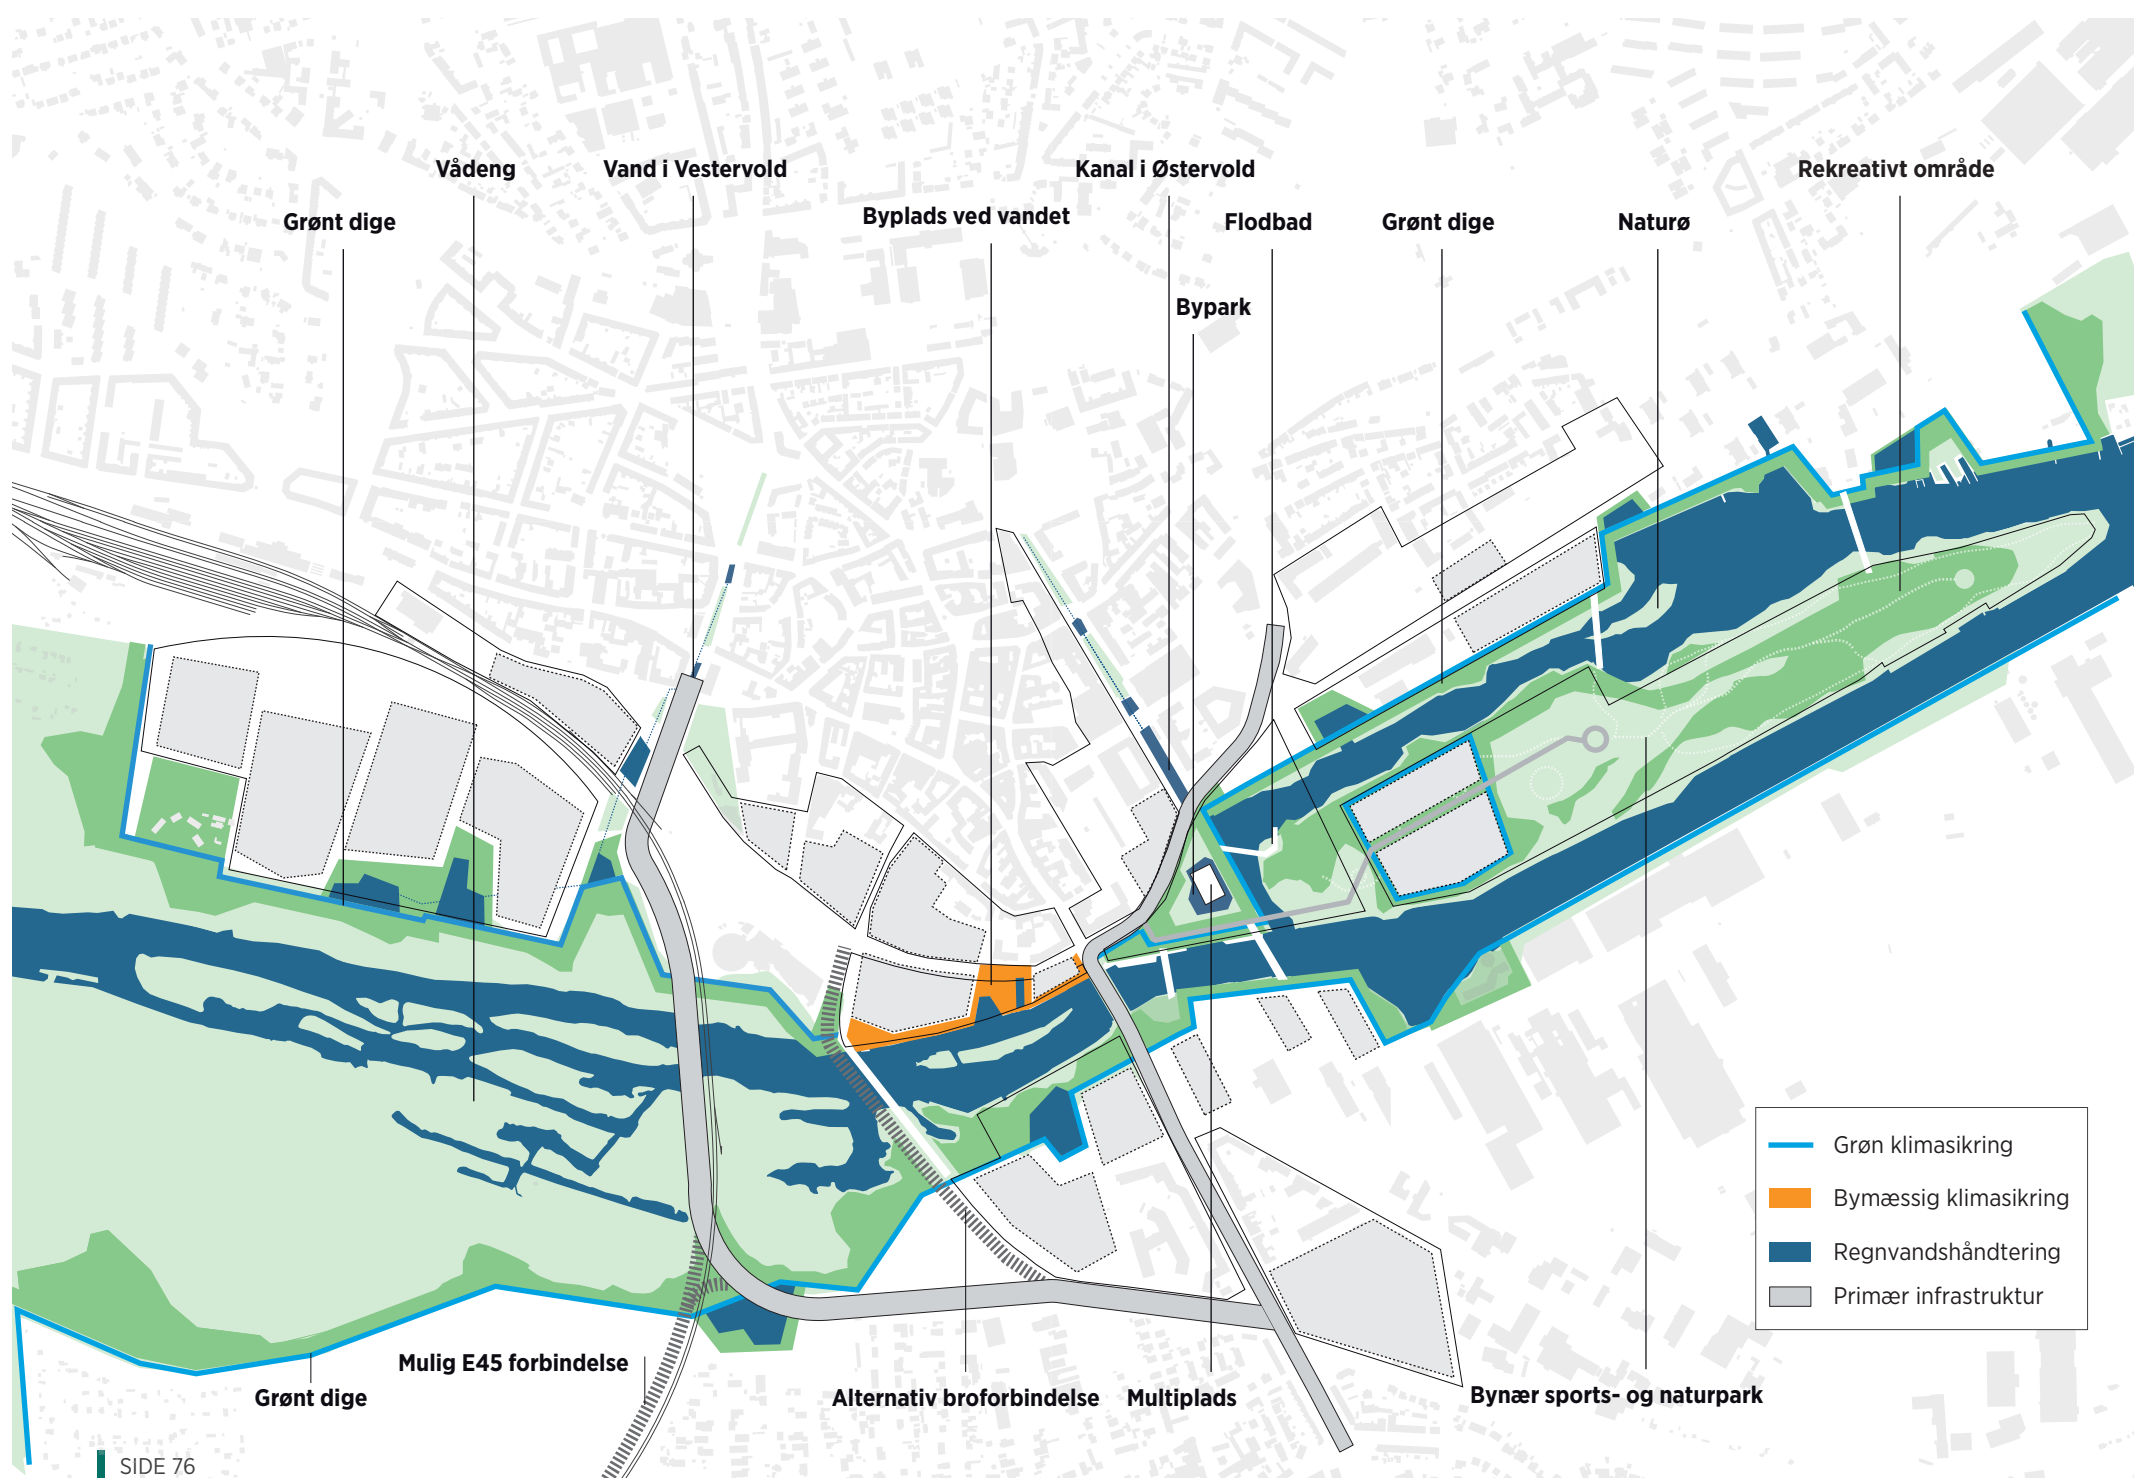 Vådeng
Vand i Vestervold
Kanal i Østervold
Rekreativt område
Grønt dige
Byplads ved vandet
Flodbad
Grønt dige
Naturø
Bypark
Grøn klimasikring
Bymæssig klimasikring
Regnvandshåndtering
Primær infrastruktur
Mulig E45 forbindelse
Grønt dige
Alternativ broforbindelse
Multiplads
Bynær sports- og naturpark
SIDE 76